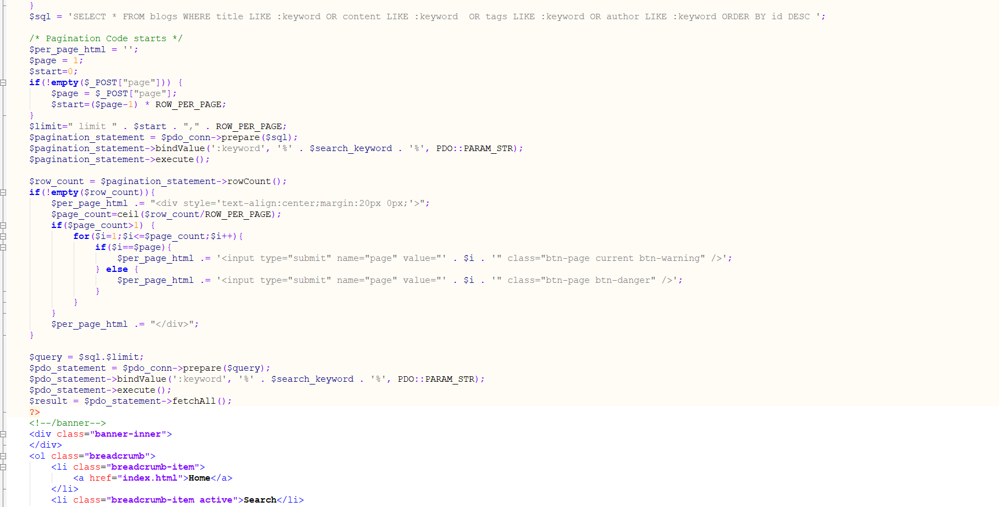 }
$sql = 'SELECT * FROM blogs WHERE title LIKE :keyword OR content LIKE :keyword  OR tags LIKE :keyword OR author LIKE :keyword ORDER BY id DESC ';
/* Pagination Code starts */
$per_page_html = '';
$page = 1;
$start=0;
if(!empty($_POST["page"])) {
$page = $_POST["page"];
$start=($page-1) * ROW_PER_PAGE;
}
$limit=" limit " . $start . "," . ROW_PER_PAGE;
$pagination_statement = $pdo_conn->prepare($sql);
$pagination_statement->bindValue(':keyword', '%' . $search_keyword . '%', PDO::PARAM_STR);
$pagination_statement->execute();
$row_count = $pagination_statement->rowCount();
if(!empty($row_count)){
$per_page_html .= "<div style='text-align:center;margin:20px 0px;'>";
$page_count=ceil($row_count/ROW_PER_PAGE);
if($page_count>1) {
for($i=1;$i<=$page_count;$i++){
if($i==$page){
$per_page_html .= '<input type="submit" name="page" value="' . $i . '" class="btn-page current btn-warning" />';
} else {
$per_page_html .= '<input type="submit" name="page" value="' . $i . '" class="btn-page btn-danger" />';
}
}
}
$per_page_html .= "</div>";
}
$query = $sql.$limit;
$pdo_statement = $pdo_conn->prepare($query);
$pdo_statement->bindValue(':keyword', '%' . $search_keyword . '%', PDO::PARAM_STR);
$pdo_statement->execute();
$result = $pdo_statement->fetchAll();
?>
<!--/banner-->
<div class="banner-inner">
</div>
<ol class="breadcrumb">
<li class="breadcrumb-item">
<a href="index.html">Home</a>
</li>
<li class="breadcrumb-item active">Search</li>